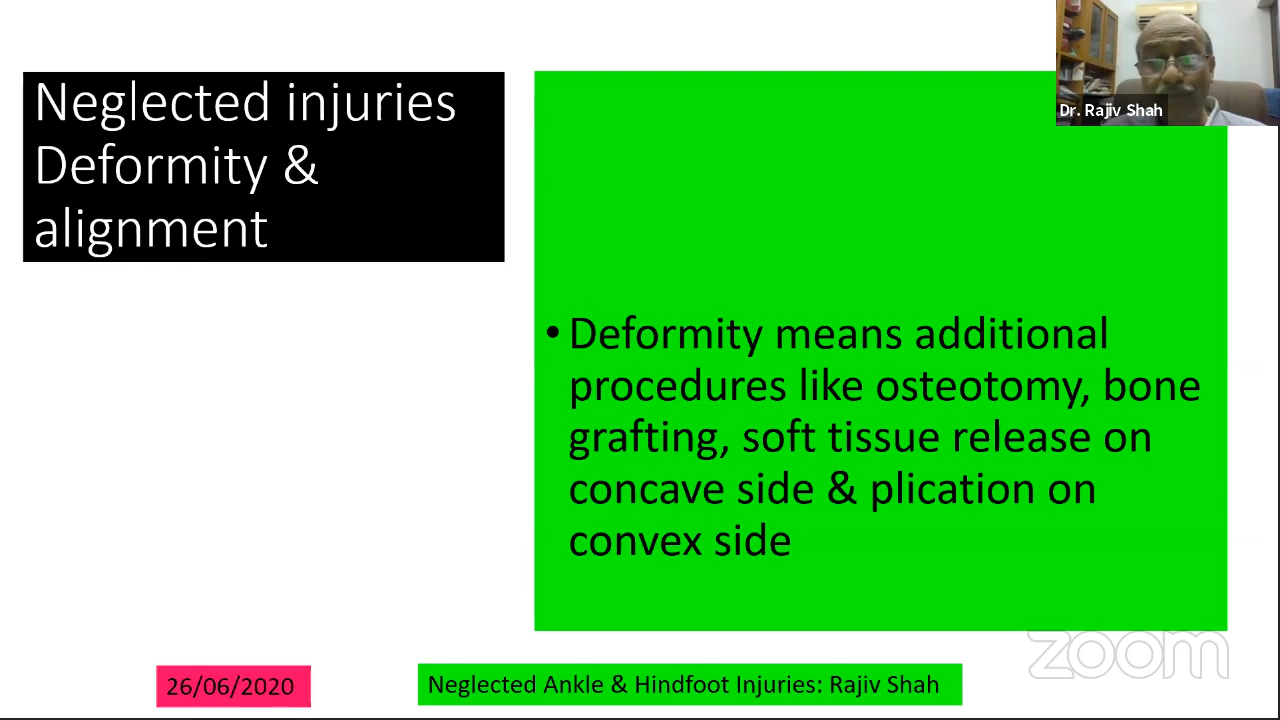 Neglected injuries
Deformity &
alignment
Dr. Rajiv Shah
• Deformity means additional
procedures like osteotomy, bone
grafting, soft tissue release on
concave side & plication on
convex side
zoom
26/06/2020
Neglected Ankle & Hindfoot Injuries: Rajiv Shah